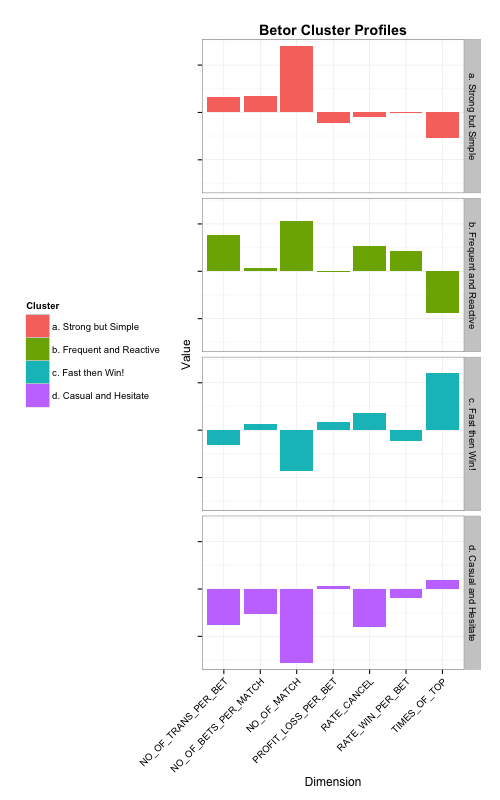 Betor Cluster Profiles
a. Strong but Simple
b. Frequent and Reactive
c. Fast then Win!
d. Casual and Hesitate
Cluster
a. Strong but Simple
b. Frequent and Reactive
c. Fast then Win!
d. Casual and Hesitate
Value
NO_OF_TRANS_PER_BET
NO_OF_BETS_PER_MATCH
NO_OF_MATCH
PROFIT_LOSS_PER_BET
RATE_CANCEL
RATE_WIN_PER_BET
TIMES_OF_TOP
Dimension